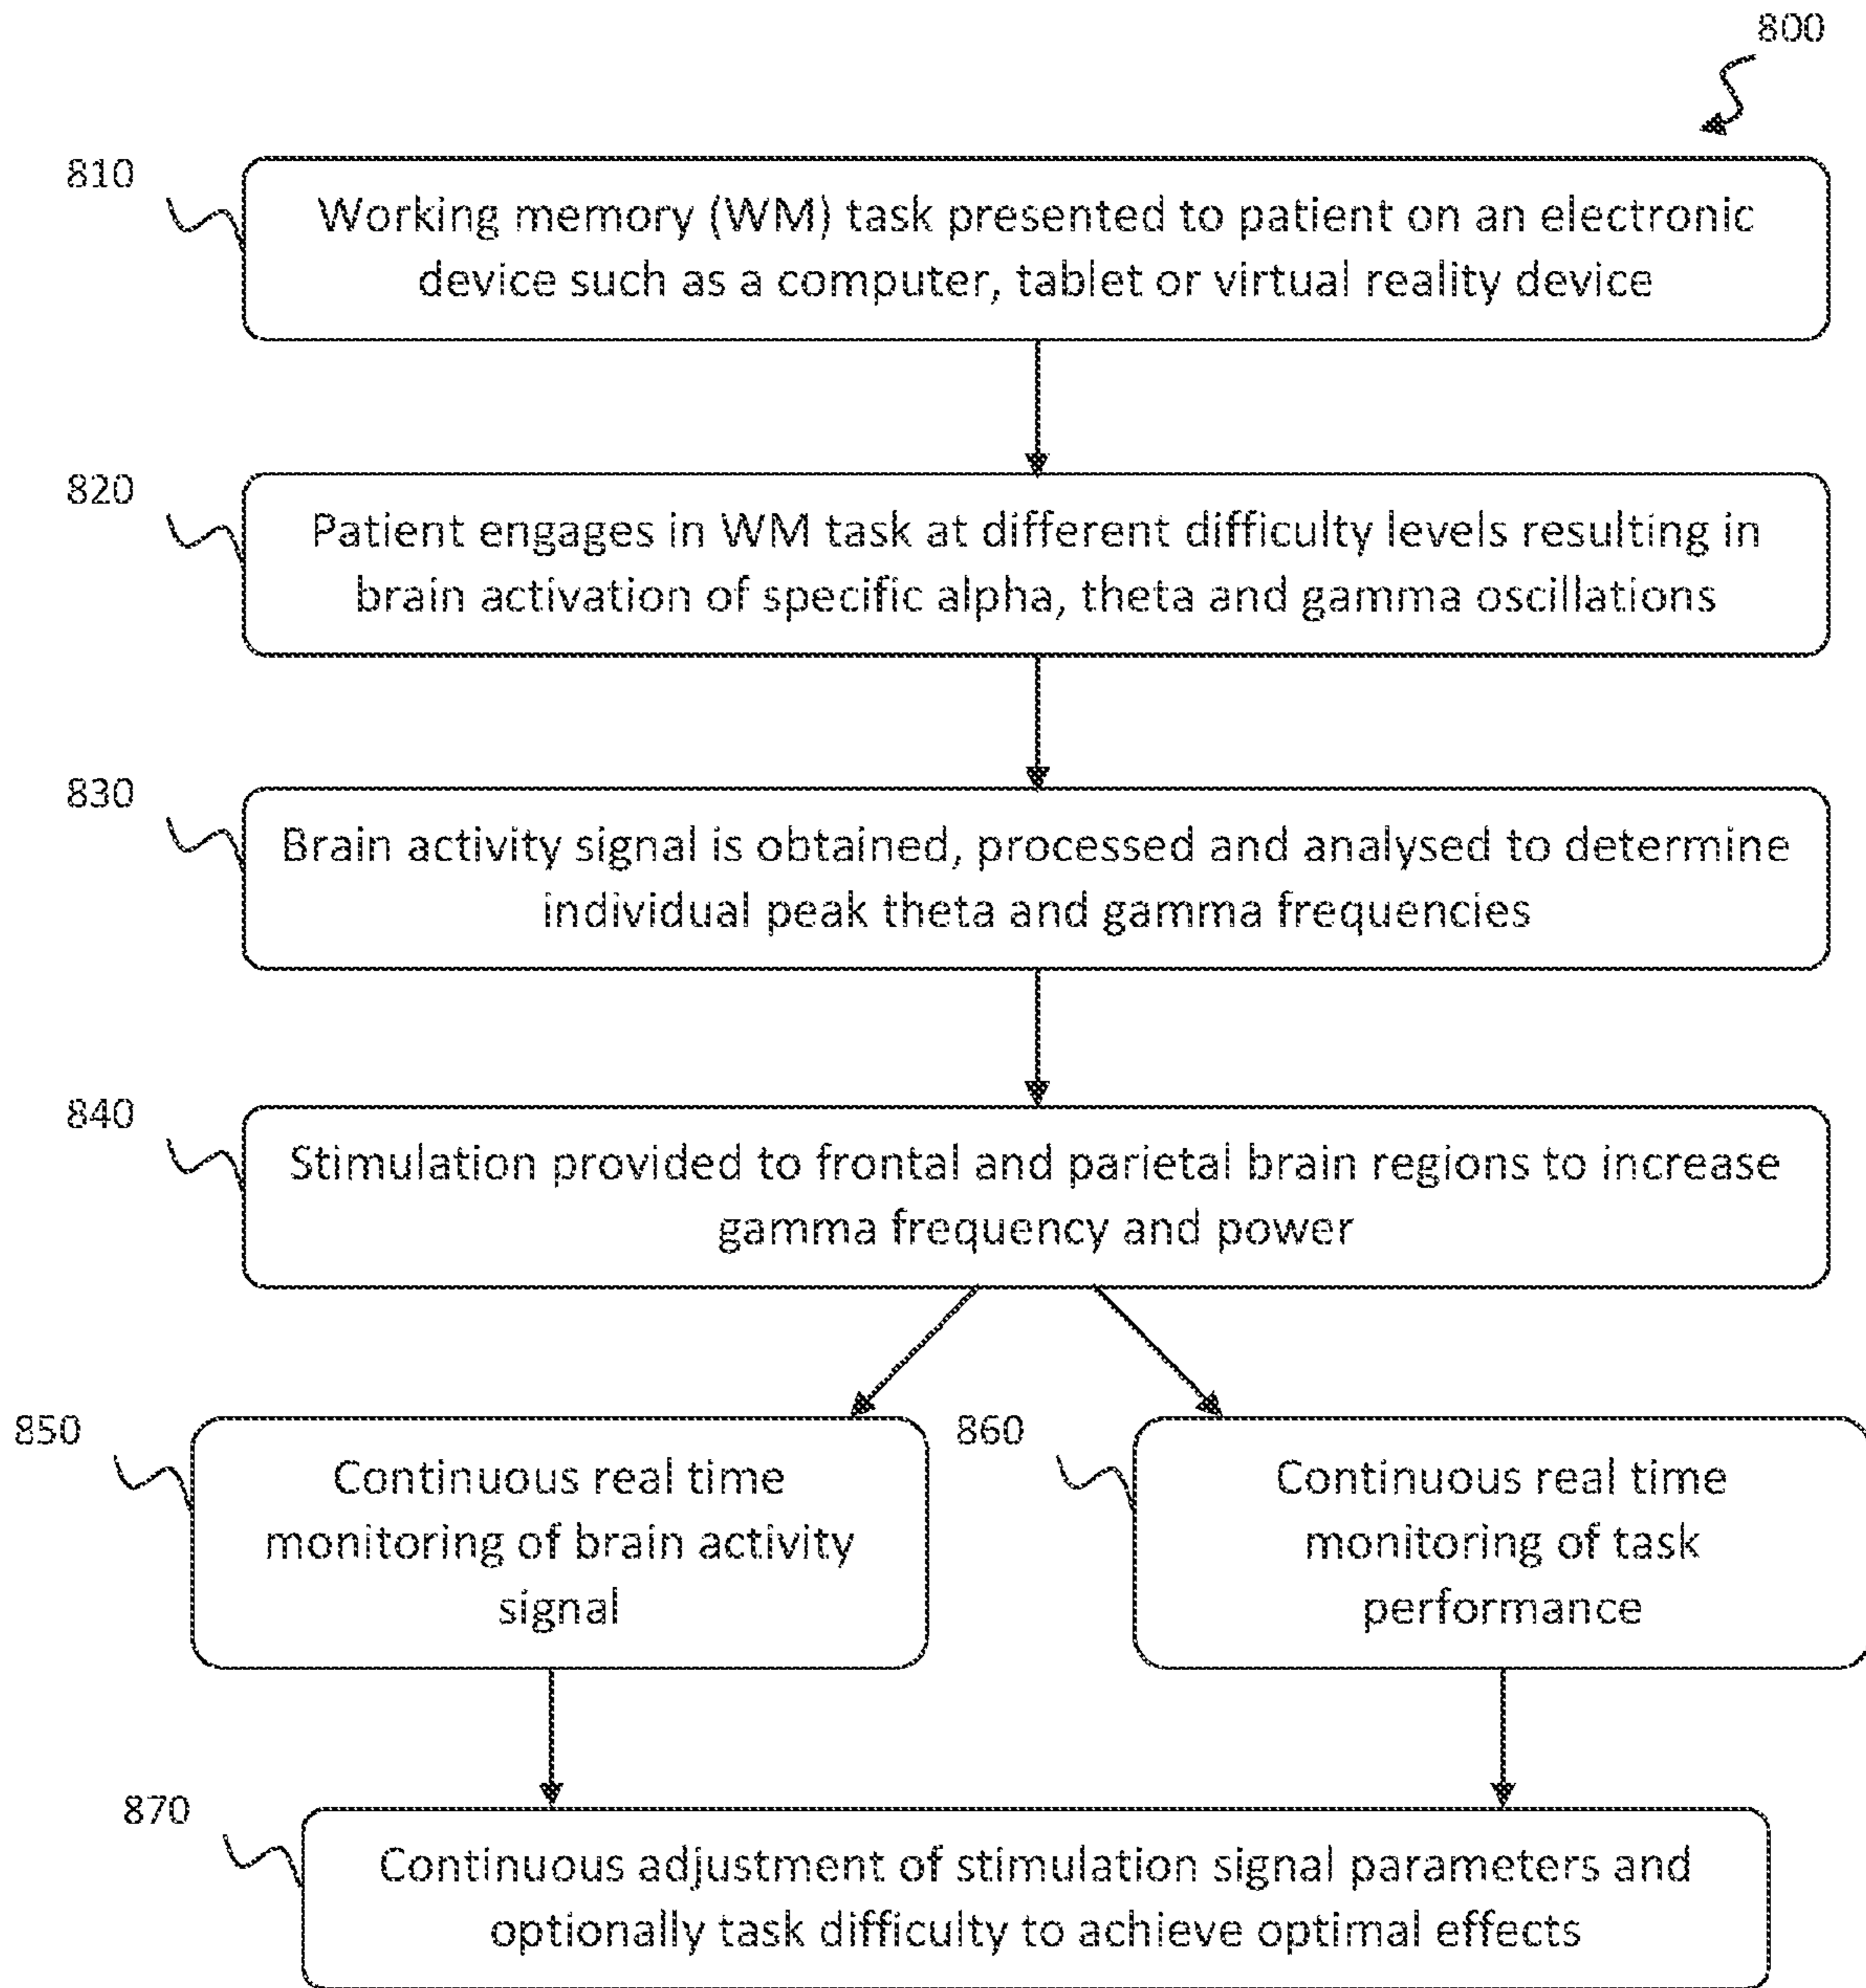 800
810
Working memory (WM) task presented to patient on an electronic
device such as a computer, tablet or virtual reality device
820
Patient engages in WM task at different difficulty levels resulting in
brain activation of specific alpha, theta and gamma oscillations
830
Brain activity signal is obtained, processed and analysed to determine
individual peak theta and gamma frequencies
840
Stimulation provided to frontal and parietal brain regions to increase
gamma frequency and power
850
Continuous real time
monitoring of brain activity
signal
860
Continuous real time
monitoring of task
performance
870
Continuous adjustment of stimulation signal parameters and
optionally task difficulty to achieve optimal effects